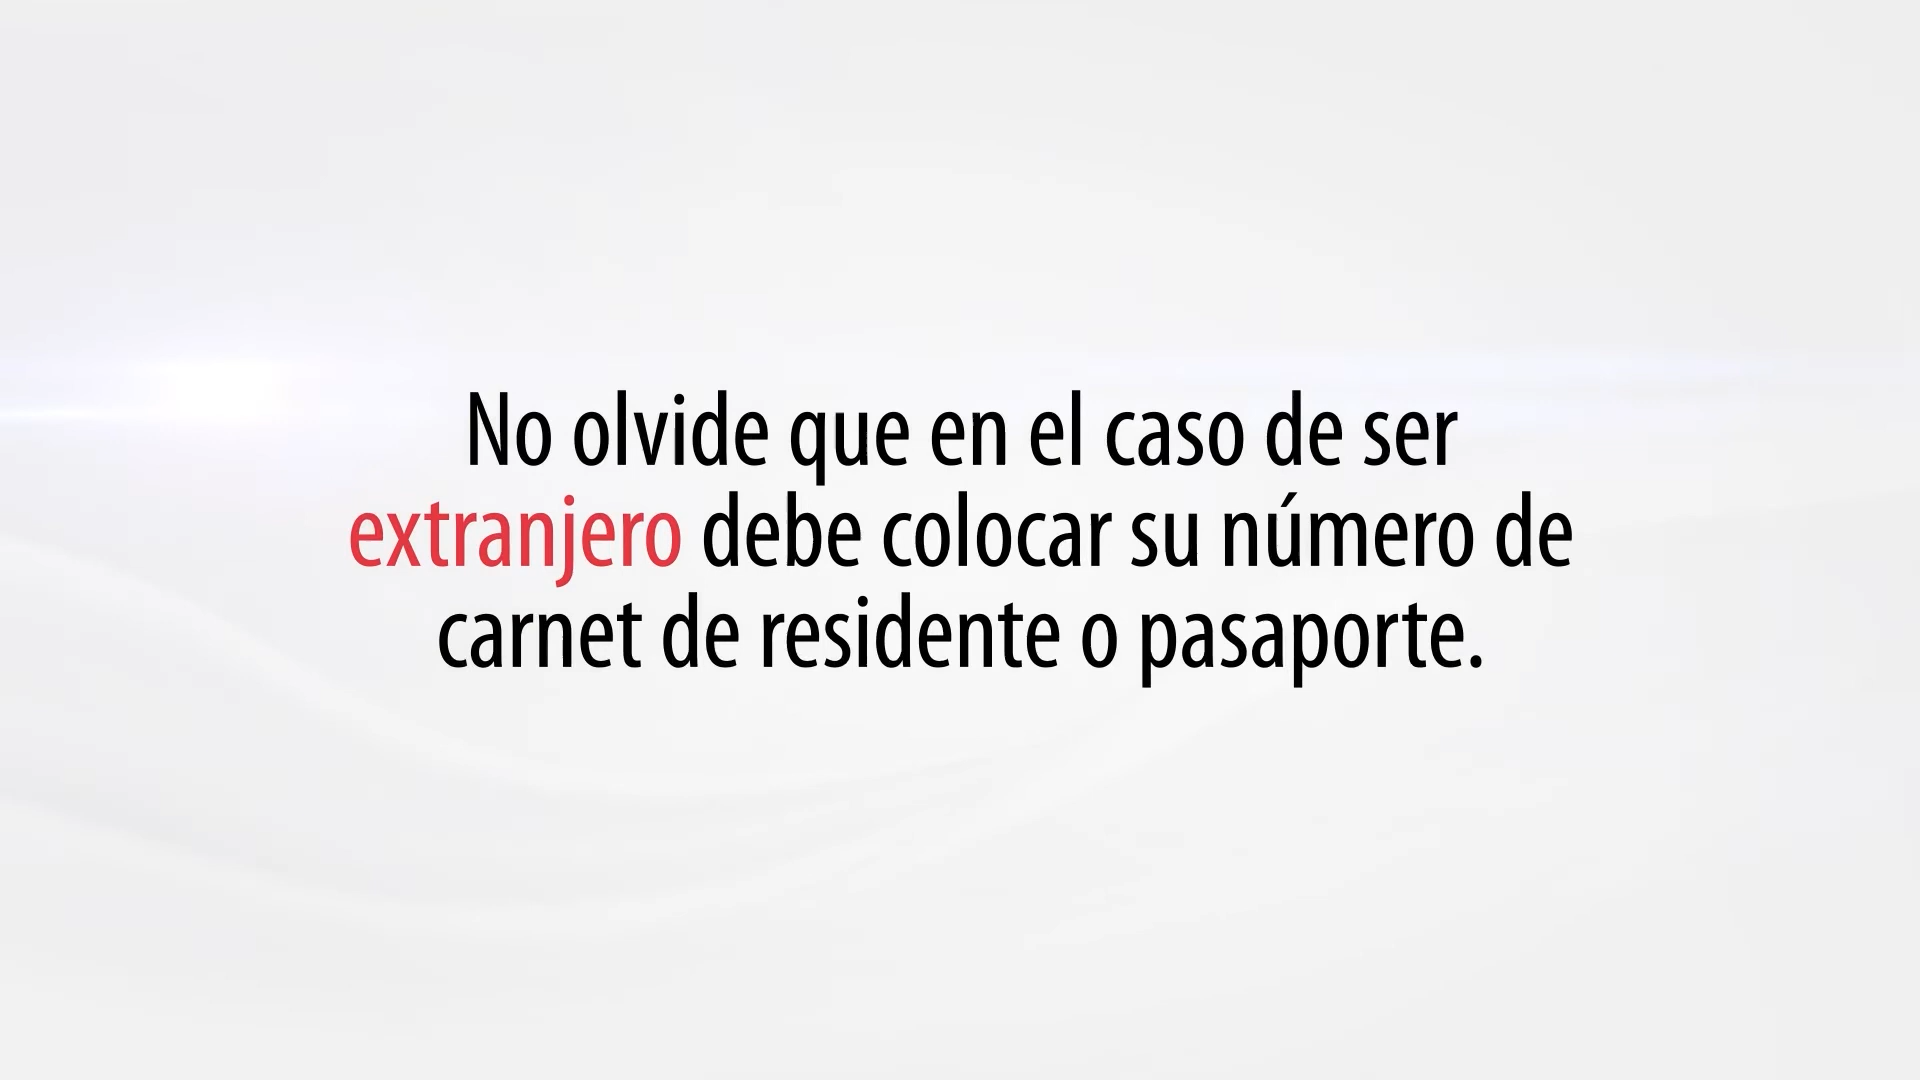 No olvide que en el caso de ser
extranjero debe colocar su número de
carnet de residente o pasaporte.